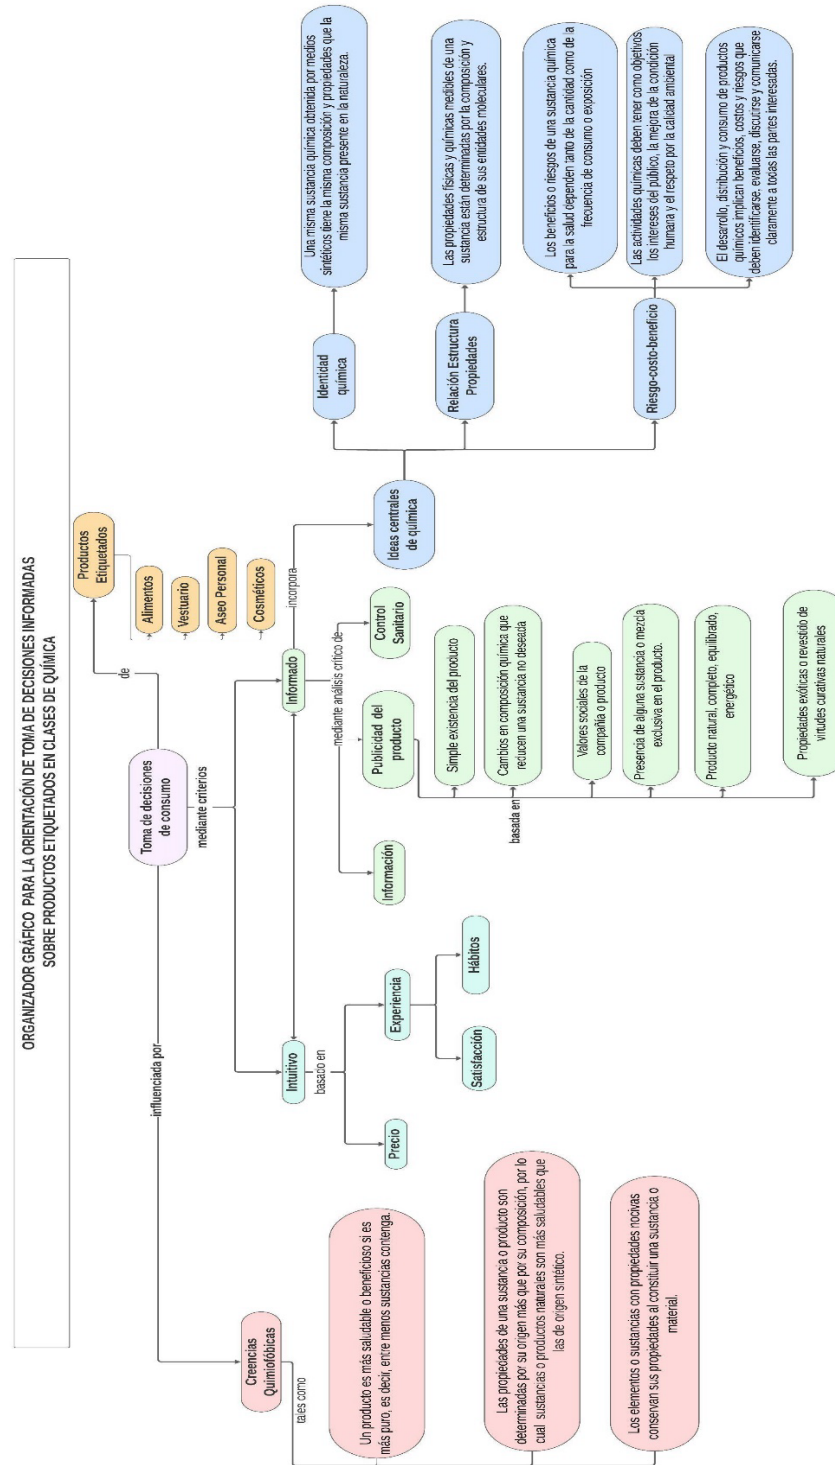 ORGANIZADOR GRÁFICO PARA LA ORIENTACIÓN DE TOMA DE DECISIONES INFORMADAS
SOBRE PRODUCTOS ETIQUETADOS EN CLASES DE QUÍMICA
Toma de decisiones
de consumo
influenciada por
mediante criterios
de
Productos
Etiquetados
Alimentos
Vestuario
Aseo Personal
Cosméticos
Creencias
Quimiofóbicas
tales como
Un producto es más saludable o beneficioso si es
más puro, es decir, entre menos sustancias contenga.
Las propiedades de una sustancia o producto son
determinadas por su origen más que por su composición, por lo
cual sustancias o productos naturales son más saludables que
las de origen sintético.
Los elementos o sustancias con propiedades nocivas
conservan sus propiedades al constituir una sustancia o
material.
Intuitivo
basado en
Precio
Experiencia
Satisfacción
Hábitos
Informado
mediante análisis crítico de
incorpora
Información
Publicidad del
producto
Control
Sanitario
basada en
Simple existencia del producto
Cambios en composición química que
reducen una sustancia no deseada
Valores sociales de la
compañía o producto
Presencia de alguna sustancia o mezcla
exclusiva en el producto.
Producto natural, completo, equilibrado,
energético
Propiedades exóticas o revestido de
virtudes curativas naturales
Ideas centrales
de química
Identidad
química
Una misma sustancia química obtenida por medios
sintéticos tiene la misma composición y propiedades que la
misma sustancia presente en la naturaleza.
Relación Estructura
Propiedades
Las propiedades físicas y químicas medibles de una
sustancia están determinadas por la composición y
estructura de sus entidades moleculares.
Riesgo-costo-beneficio
Los beneficios o riesgos de una sustancia química
para la salud dependen tanto de la cantidad como de la
frecuencia de consumo o exposición
Las actividades químicas deben tener como objetivos
los intereses del público, la mejora de la condición
humana y el respeto por la calidad ambiental
El desarrollo, distribución y consumo de productos
químicos implican beneficios, costos y riesgos que
deben identificarse, evaluarse, discutirse y comunicarse
claramente a todas las partes interesadas.